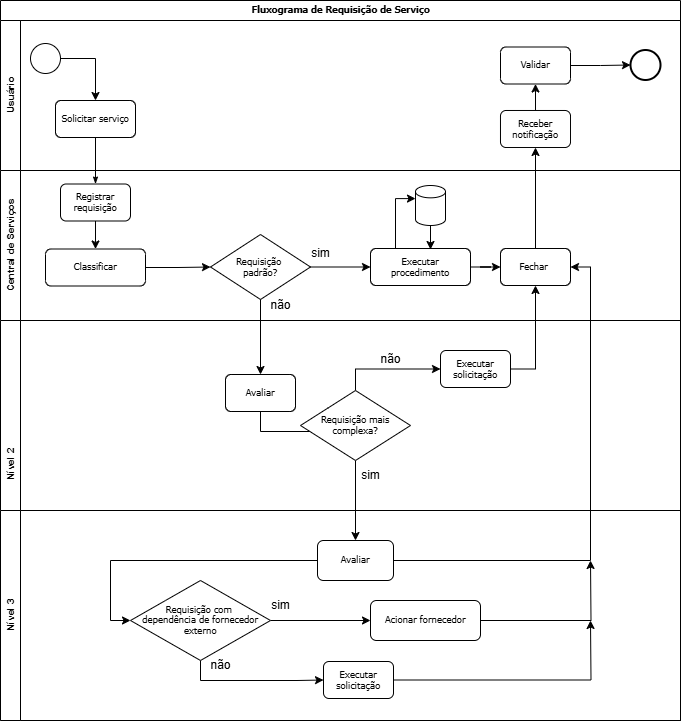 Fluxograma de Requisição de Serviço
Usuário
Validar
Solicitar serviço
Receber
notificação
Central de Serviços
Registrar
requisição
Classificar
Requisição
padrão?
sim
não
Executar
procedimento
Fechar
Nível 2
Avaliar
não
Executar
solicitação
Requisição mais
complexa?
sim
Nível 3
Avaliar
Requisição com
dependência de fornecedor
externo
sim
Acionar fornecedor
não
Executar
solicitação